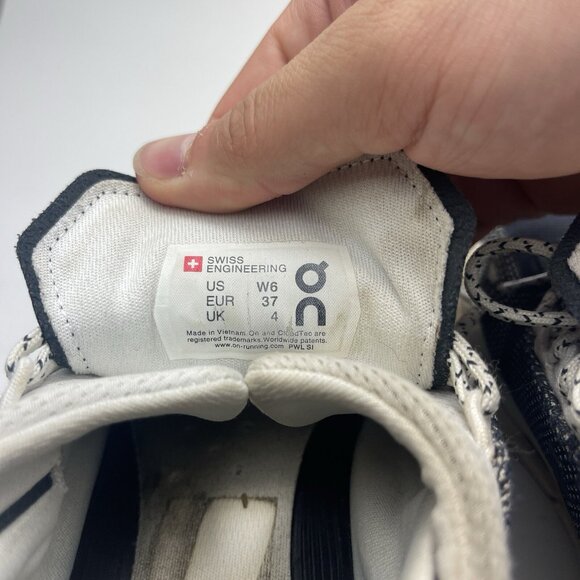 SWISS
ENGINEERING
US W6
EUR 37
UK 4
On
Made in Vietnam. On and CloudTec are
registered trademarks. Worldwide patents.
www.on-running.com PWL SI